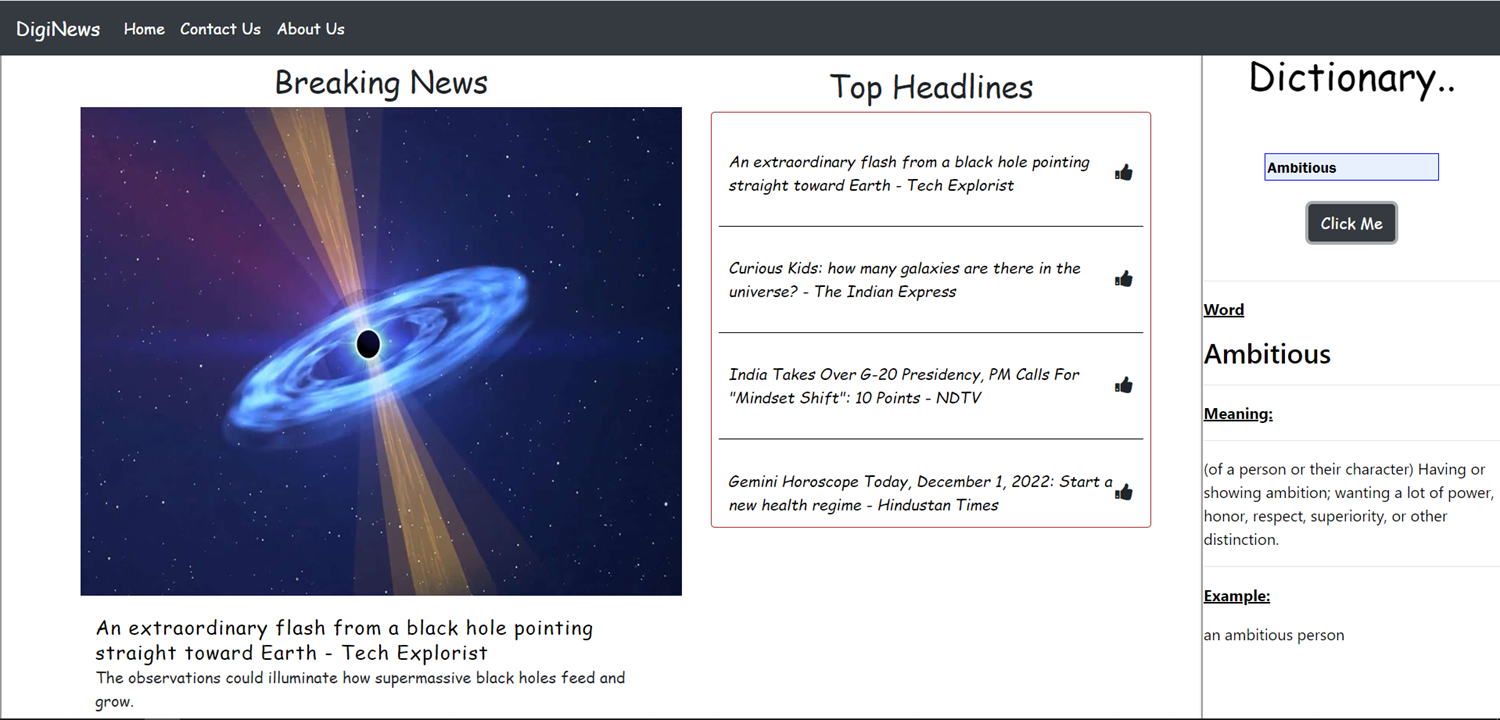 DigiNews Home Contact Us About Us
Breaking News
An extraordinary flash from a black hole pointing
straight toward Earth - Tech Explorist
The observations could illuminate how supermassive black holes feed and
grow.
Top Headlines
An extraordinary flash from a black hole pointing
straight toward Earth - Tech Explorist
Curious Kids: how many galaxies are there in the
universe? - The Indian Express
India Takes Over G-20 Presidency, PM Calls For
"Mindset Shift": 10 Points - NDTV
Gemini Horoscope Today, December 1, 2022: Start a
new health regime - Hindustan Times
Dictionary..
Ambitious
Click Me
Word
Ambitious
Meaning:
(of a person or their character) Having or
showing ambition; wanting a lot of power,
honor, respect, superiority, or other
distinction.
Example:
an ambitious person